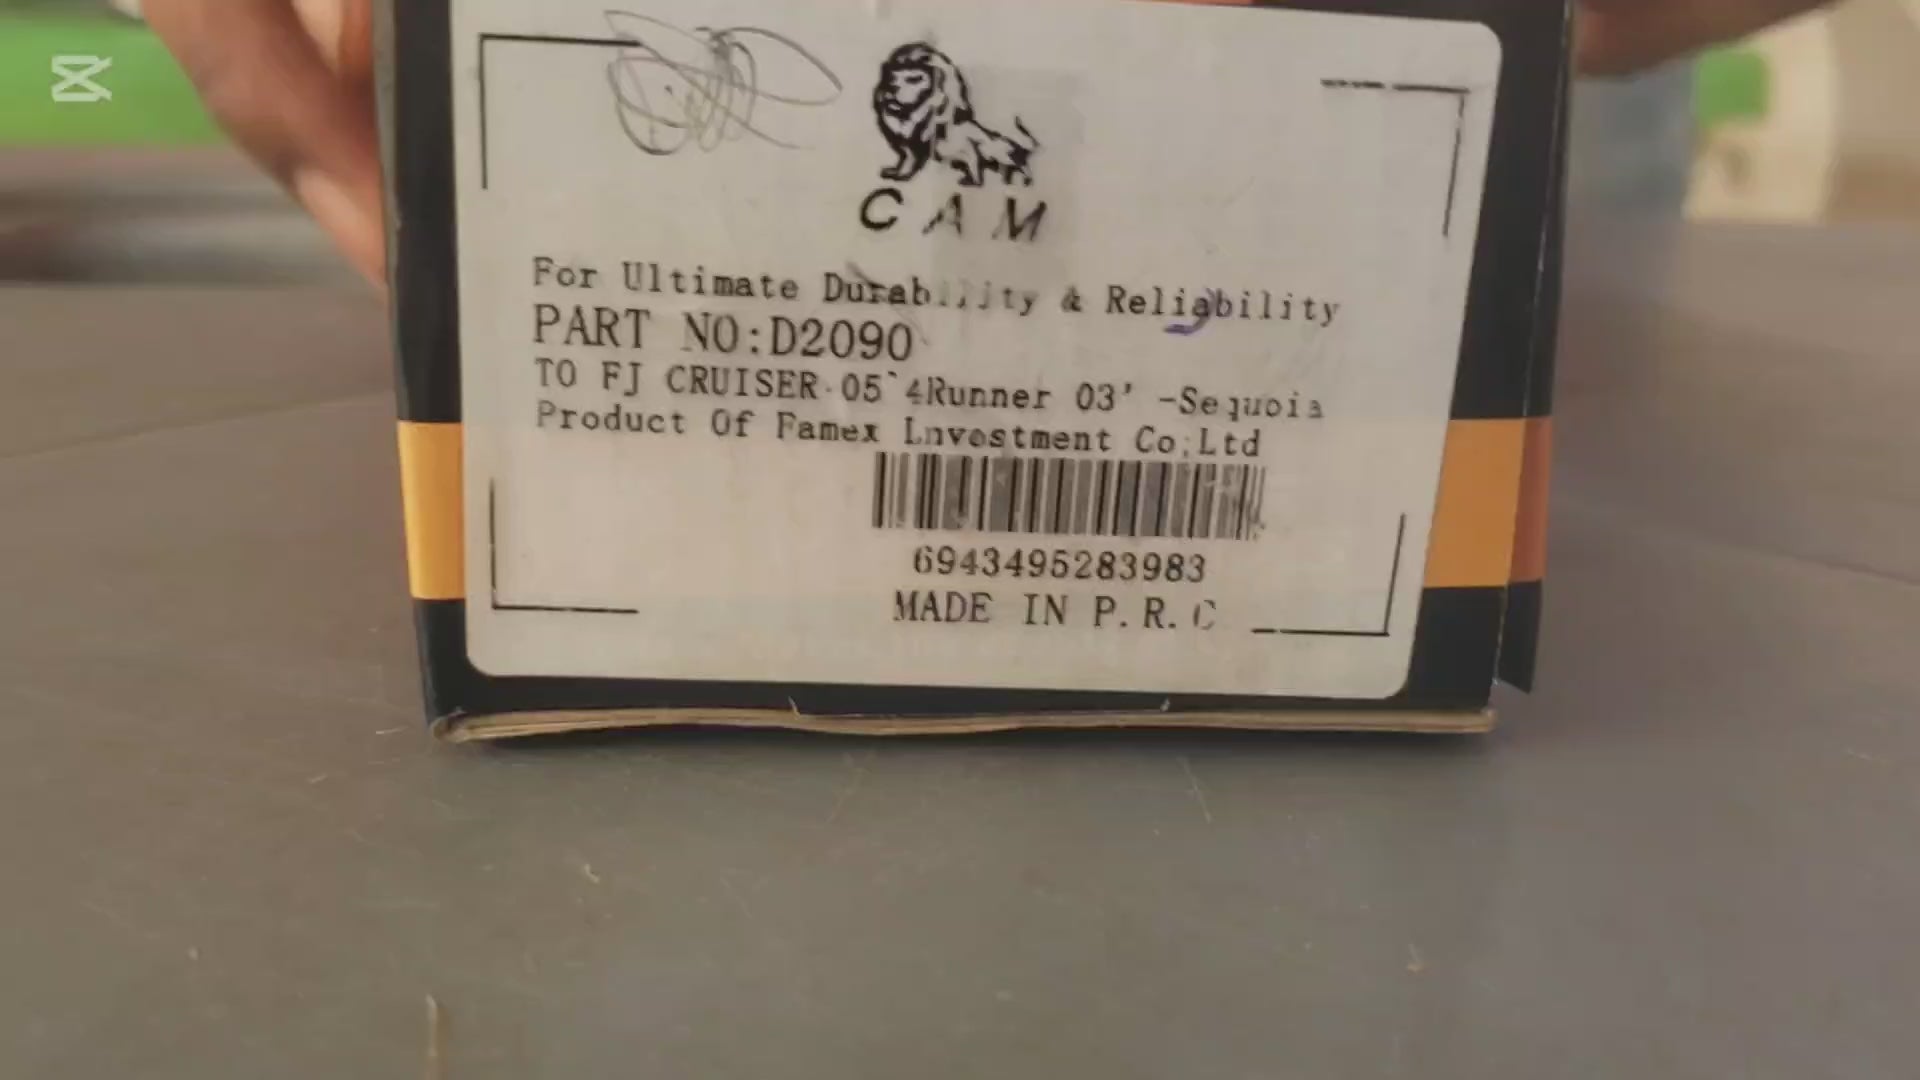 CAM
For Ultimate Durability & Reliability
PART NO:D2090
TO FJ CRUISER 05`4Runner 03' -Sequoia
Product Of Famex Lnvestment Co;Ltd
6943495283983
MADE IN P.R.C